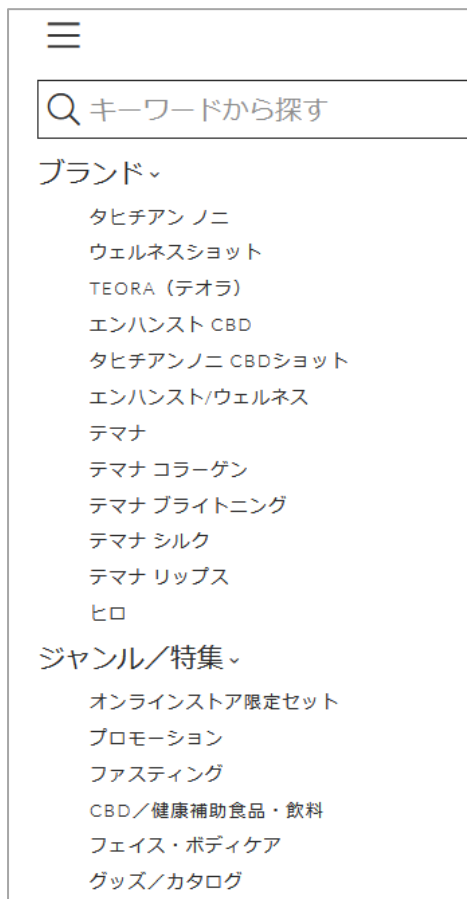 キーワードから探す
ブランド
タヒチアン ノニ
ウェルネスショット
TEORA（テオラ）
エンハンスト CBD
タヒチアンノニ CBDショット
エンハンスト/ウェルネス
テマナ
テマナ コラーゲン
テマナ ブライトニング
テマナ シルク
テマナ リップス
ヒロ
ジャンル／特集
オンラインストア限定セット
プロモーション
ファスティング
CBD／健康補助食品・飲料
フェイス・ボディケア
グッズ／カタログ